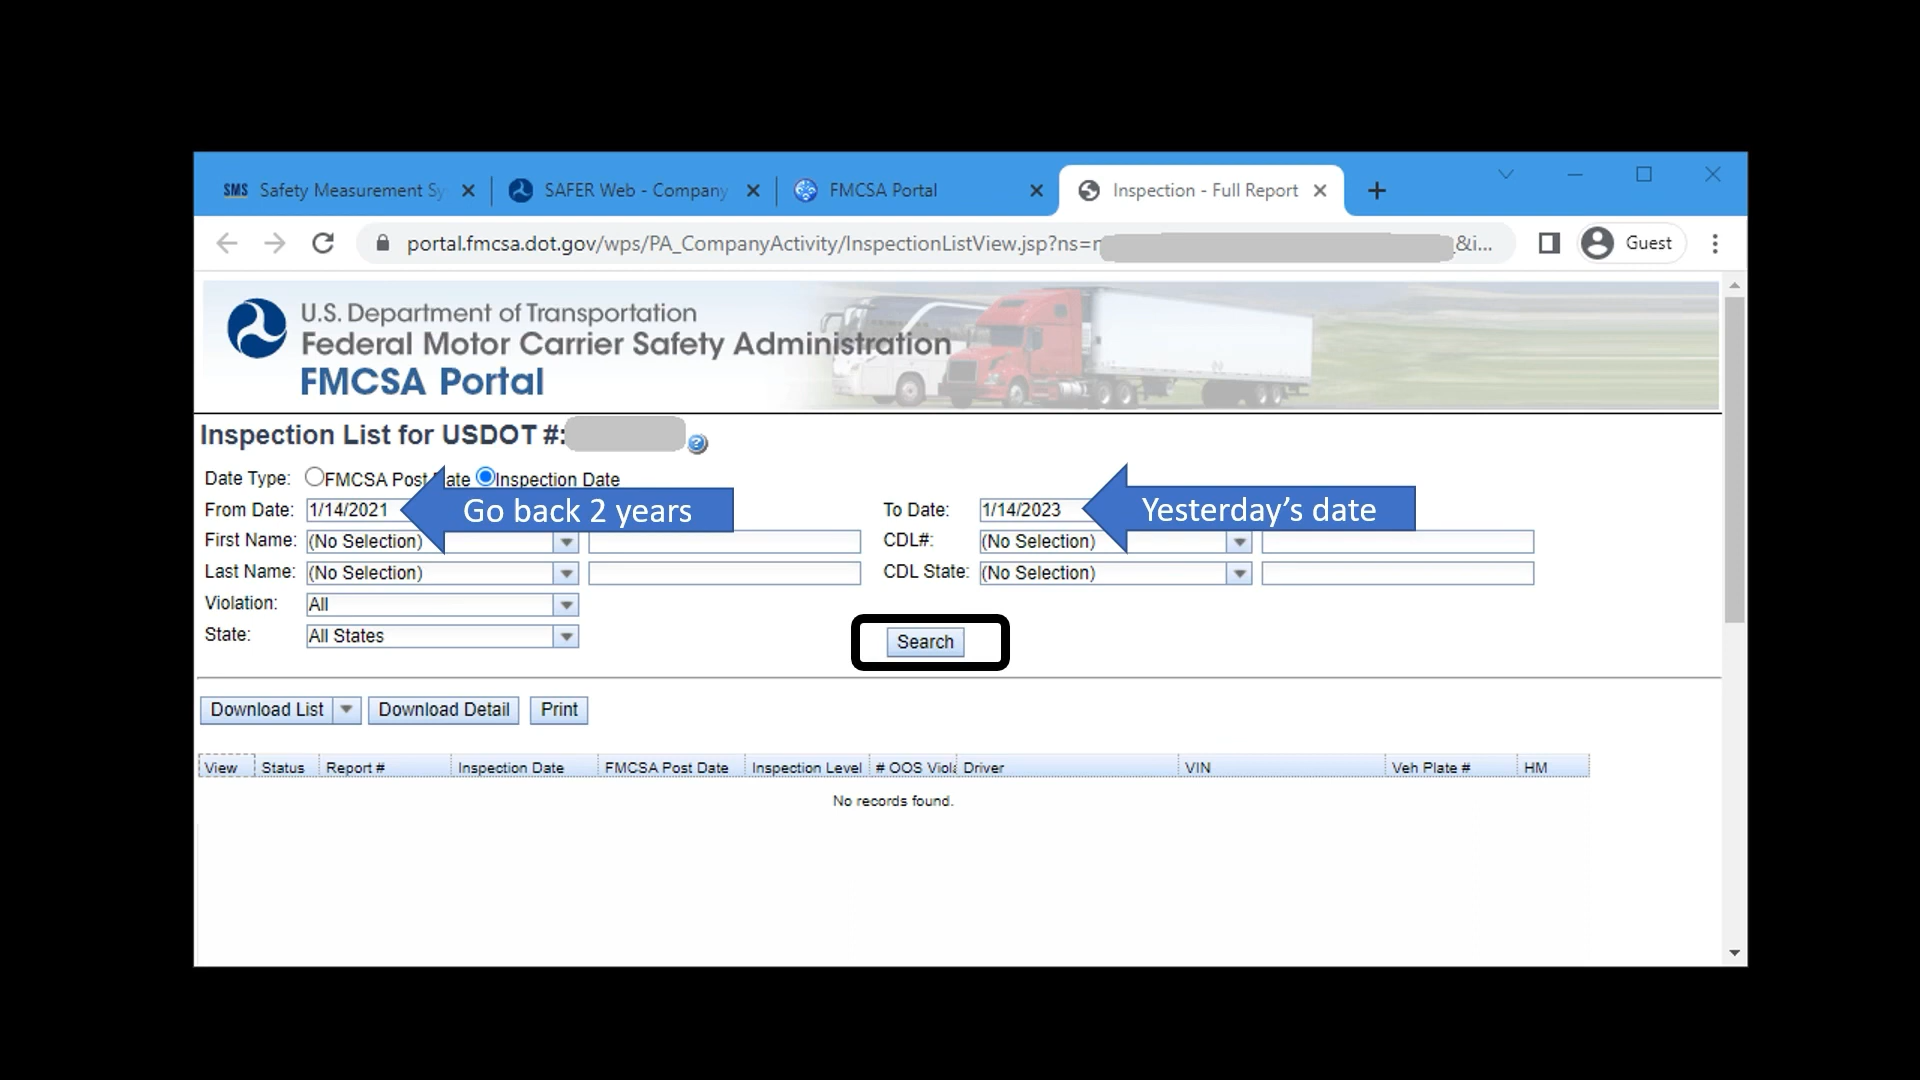 SMS Safety Measurement Sy
SAFER Web - Company
FMCSA Portal
Inspection - Full Report
portal.fmcsa.dot.gov/wps/PA_CompanyActivity/InspectionListView.jsp?ns=
&i...
Guest
U.S. Department of Transportation
Federal Motor Carrier Safety Administration
FMCSA Portal
Inspection List for USDOT #:
Date Type: FMCSA Post ate Inspection Date
From Date: 1/14/2021 Go back 2 years To Date: 1/14/2023 Yesterday’s date
First Name: (No Selection) CDL#: (No Selection)
Last Name: (No Selection) CDL State: (No Selection)
Violation: All
State: All States
Search
Download List Download Detail Print
View Status Report # Inspection Date FMCSA Post Date Inspection Level # OOS Viol Driver VIN Veh Plate # HM
No records found.